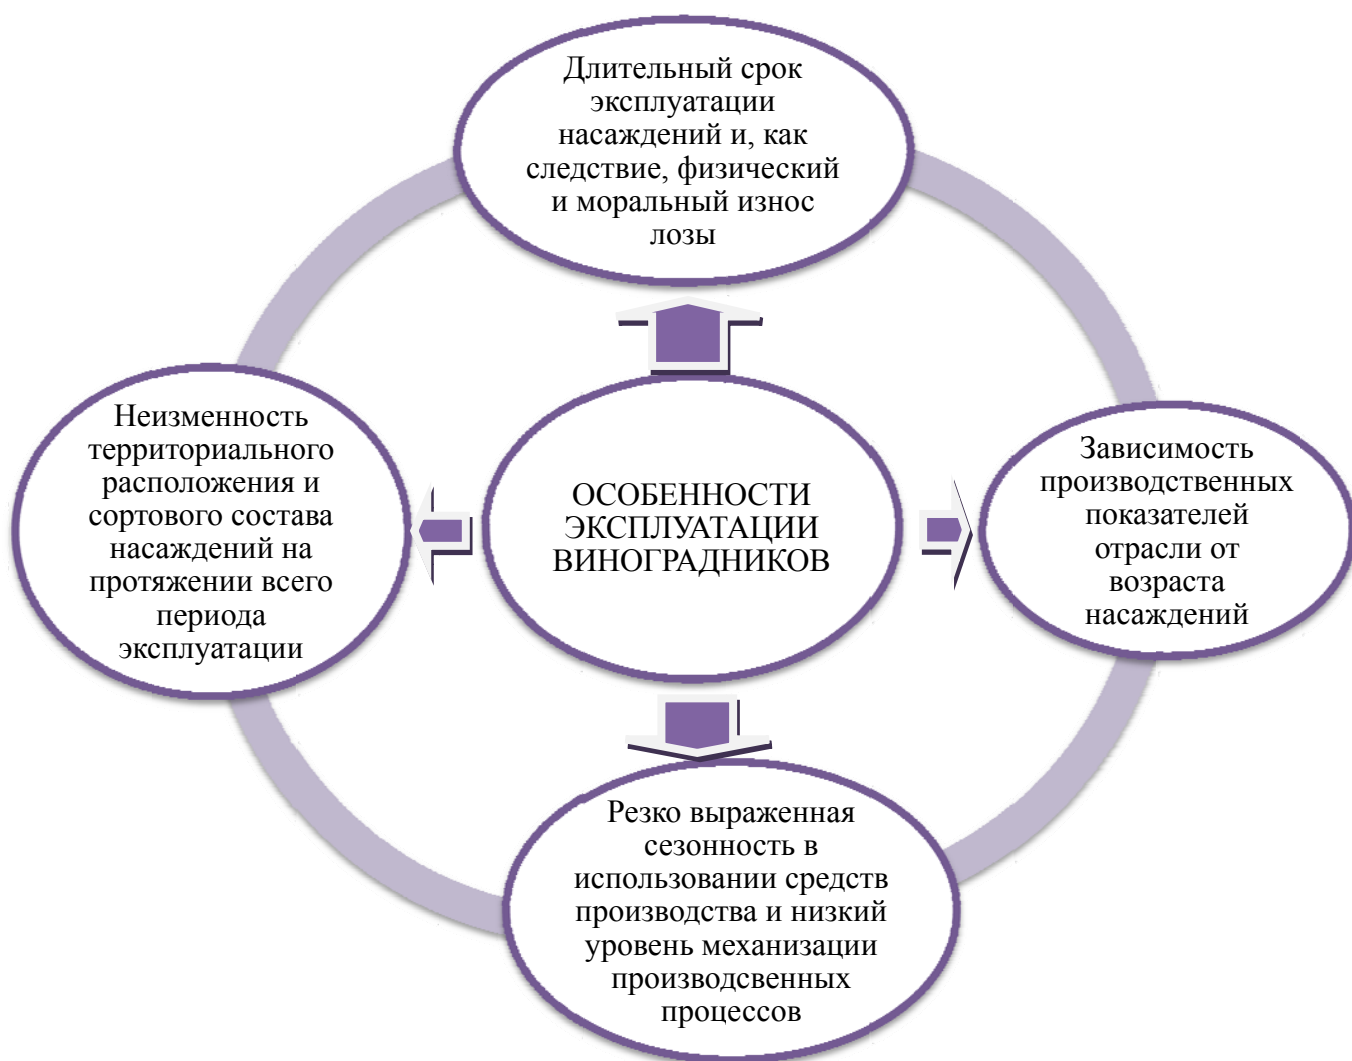 Длительный срок
эксплуатации
насаждений и, как
следствие, физический
и моральный износ
лозы
Неизменность
территориального
расположения и
сортового состава
насаждений на
протяжении всего
периода
эксплуатации
ОСОБЕННОСТИ
ЭКСПЛУАТАЦИИ
ВИНОГРАДНИКОВ
Зависимость
производственных
показателей
отрасли от
возраста
насаждений
Резко выраженная
сезонность в
использовании средств
производства и низкий
уровень механизации
производсвенных
процессов